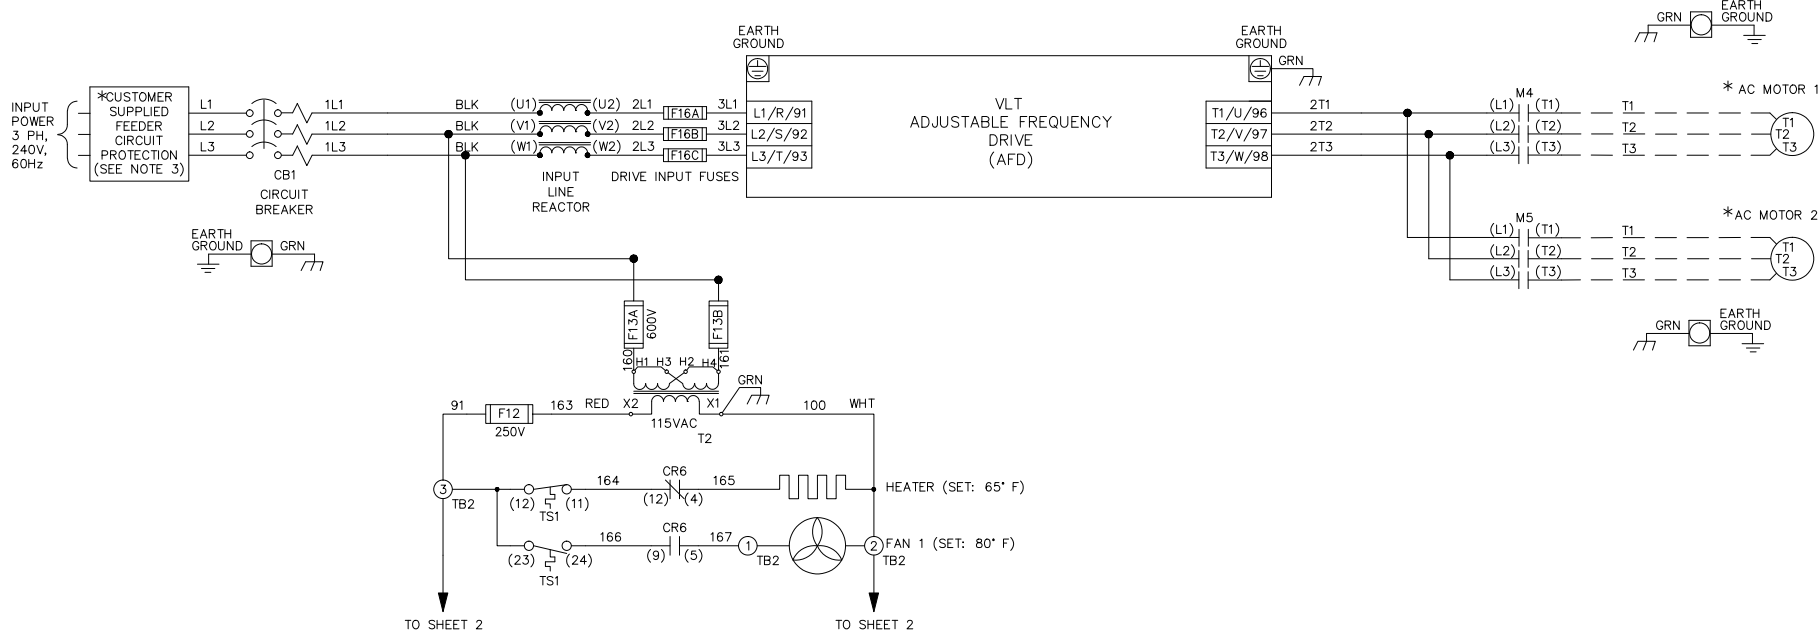 GRN
EARTH
GROUND
EARTH
GROUND
EARTH
GROUND
GRN
INPUT
POWER
3 PH,
240V,
60Hz
*CUSTOMER
SUPPLIED
FEEDER
CIRCUIT
PROTECTION
(SEE NOTE 3)
L1
L2
L3
CB1
CIRCUIT
BREAKER
1L1
1L2
1L3
BLK
BLK
BLK
(U1)
(V1)
(W1)
(U2)
(V2)
(W2)
INPUT
LINE
REACTOR
2L1
2L2
2L3
F16A
F16B
F16C
DRIVE INPUT FUSES
3L1
3L2
3L3
L1/R/91
L2/S/92
L3/T/93
VLT
ADJUSTABLE FREQUENCY
DRIVE
(AFD)
T1/U/96
T2/V/97
T3/W/98
2T1
2T2
2T3
M4
(L1) (T1)
(L2) (T2)
(L3) (T3)
T1
T2
T3
* AC MOTOR 1
T1
T2
T3
M5
(L1) (T1)
(L2) (T2)
(L3) (T3)
T1
T2
T3
*AC MOTOR 2
T1
T2
T3
EARTH
GROUND
GRN
GRN
EARTH
GROUND
F13A
600V
F13B
160
161
H1 H3 H2 H4
GRN
91
F12
250V
163
RED
X2
X1
115VAC
T2
100
WHT
3
TB2
(12) (11)
TS1
164
CR6
(12) (4)
165
HEATER (SET: 65° F)
(23) (24)
TS1
166
CR6
(9) (5)
167
1
TB2
2
TB2
FAN 1 (SET: 80° F)
TO SHEET 2
TO SHEET 2